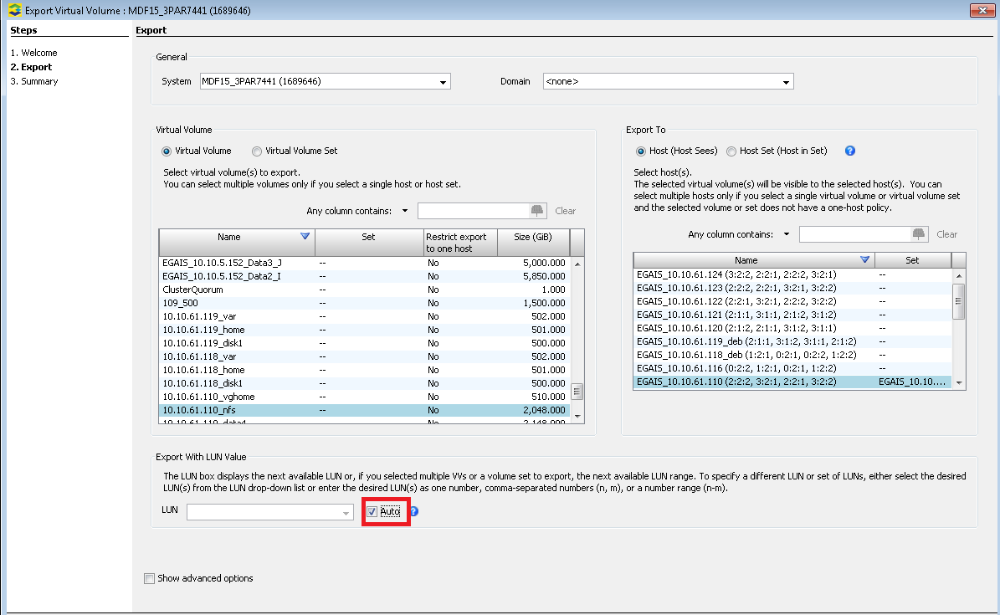 Export Virtual Volume : MDF15_3PAR7441 (1689646)
Steps
1. Welcome
2. Export
3. Summary
Export
General
System MDF15_3PAR7441 (1689646) Domain <none>
Virtual Volume
Virtual Volume Virtual Volume Set
Select virtual volume(s) to export.
You can select multiple volumes only if you select a single host or host set.
Any column contains: Clear
Name Set Restrict export to one host Size (GiB)
EGAIS_10.10.5.152_Data3_J -- No 5,000.000
EGAIS_10.10.5.152_Data2_I -- No 5,850.000
ClusterQuorum -- No 1.000
109_500 -- No 1,500.000
10.10.61.119_var -- No 502.000
10.10.61.119_home -- No 501.000
10.10.61.119_disk1 -- No 500.000
10.10.61.118_var -- No 502.000
10.10.61.118_home -- No 501.000
10.10.61.118_disk1 -- No 500.000
10.10.61.110_vghome -- No 510.000
10.10.61.110_nfs -- No 2,048.000
10.10.61.110_data4 -- No 2,148.000
Export To
Host (Host Sees) Host Set (Host in Set) ?
Select host(s).
The selected virtual volume(s) will be visible to the selected host(s). You can
select multiple hosts only if you select a single virtual volume or virtual volume set
and the selected volume or set does not have a one-host policy.
Any column contains: Clear
Name Set
EGAIS_10.10.61.124 (3:2:2, 2:2:1, 2:2:2, 3:2:1) --
EGAIS_10.10.61.123 (2:2:2, 3:2:1, 2:2:1, 3:2:2) --
EGAIS_10.10.61.122 (2:2:1, 3:2:1, 2:2:2, 3:2:2) --
EGAIS_10.10.61.121 (2:1:1, 3:1:1, 2:1:2, 3:1:2) --
EGAIS_10.10.61.120 (2:1:2, 2:1:1, 3:1:2, 3:1:1) --
EGAIS_10.10.61.119_deb (2:1:1, 3:1:2, 3:1:1, 2:1:2) --
EGAIS_10.10.61.118_deb (1:2:1, 0:2:1, 0:2:2, 1:2:2) --
EGAIS_10.10.61.116 (0:2:2, 1:2:1, 0:2:1, 1:2:2) --
EGAIS_10.10.61.110 (2:2:2, 3:2:1, 2:2:1, 3:2:2) EGAIS_10.10....
Export With LUN Value
The LUN box displays the next available LUN or, if you selected multiple VVs or a volume set to export, the next available LUN range. To specify a different LUN or set of LUNs, either select the desired
LUN(s) from the LUN drop-down list or enter the desired LUN(s) as one number, comma-separated numbers (n, m), or a number range (n-m).
LUN Auto ?
Show advanced options